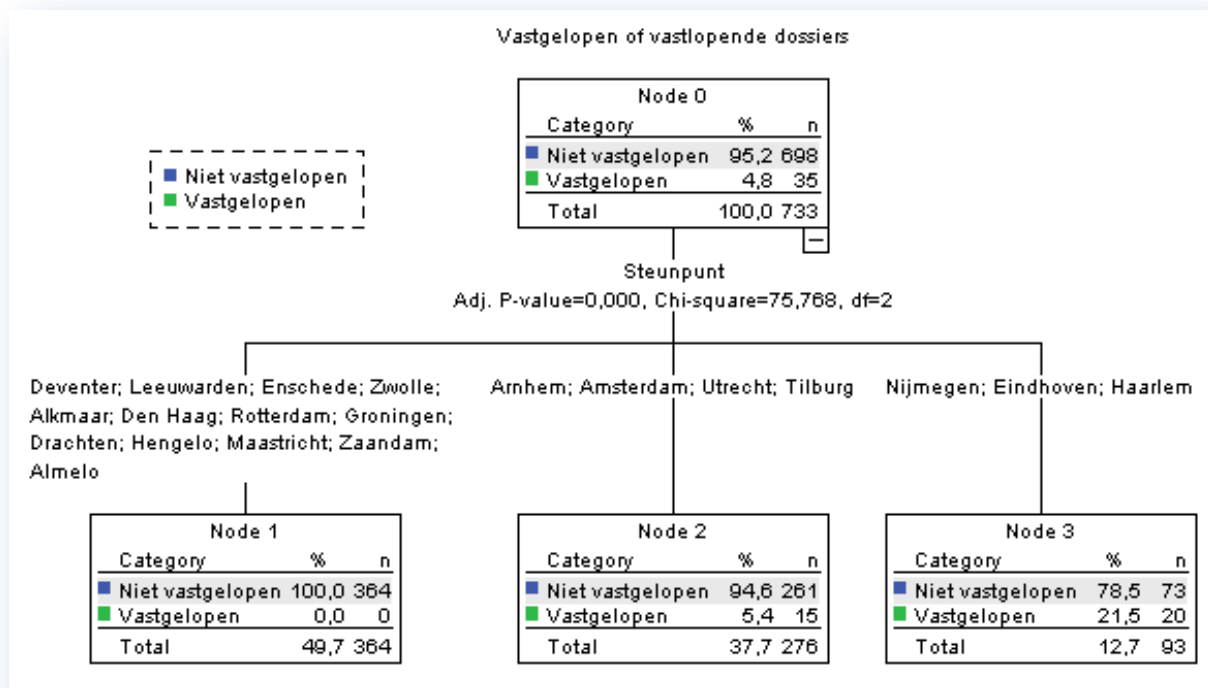 Vastgelopen of vastlopende dossiers
Node 0
Category % n
Niet vastgelopen 95,2 698
Vastgelopen 4,8 35
Total 100,0 733
Niet vastgelopen
Vastgelopen
Steunpunt
Adj. P-value=0,000, Chi-square=75,768, df=2
Deventer; Leeuwarden; Enschede; Zwolle;
Alkmaar; Den Haag; Rotterdam; Groningen;
Drachten; Hengelo; Maastricht; Zaandam;
Almelo
Arnhem; Amsterdam; Utrecht; Tilburg
Nijmegen; Eindhoven; Haarlem
Node 1
Category % n
Niet vastgelopen 100,0 364
Vastgelopen 0,0 0
Total 49,7 364
Node 2
Category % n
Niet vastgelopen 94,6 261
Vastgelopen 5,4 15
Total 37,7 276
Node 3
Category % n
Niet vastgelopen 78,5 73
Vastgelopen 21,5 20
Total 12,7 93